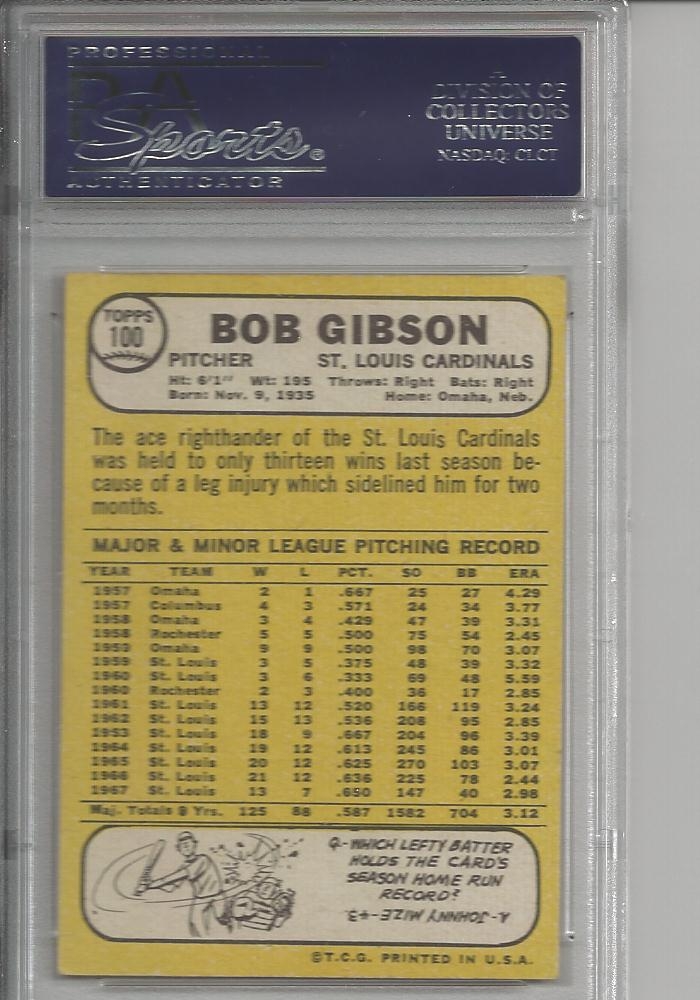 PROFESSIONAL
PSA
Sports®
AUTHENTICATOR
A
DIVISION OF
COLLECTORS
UNIVERSE
NASDAQ: CLCT
TOPPS
100
BOB GIBSON
PITCHER ST. LOUIS CARDINALS
Ht: 6'1" Wt: 195 Throws: Right Bats: Right
Born: Nov. 9, 1935 Home: Omaha, Neb.
The ace righthander of the St. Louis Cardinals
was held to only thirteen wins last season be-
cause of a leg injury which sidelined him for two
months.
MAJOR & MINOR LEAGUE PITCHING RECORD
YEAR TEAM W L PCT. SO BB ERA
1957 Omaha 2 1 .667 25 27 4.29
1957 Columbus 4 3 .571 24 34 3.77
1958 Omaha 3 4 .429 47 39 3.31
1958 Rochester 5 5 .500 75 54 2.45
1959 Omaha 9 9 .500 98 70 3.07
1959 St. Louis 3 5 .375 48 39 3.32
1960 St. Louis 3 6 .333 69 48 5.59
1960 Rochester 2 3 .400 36 17 2.85
1961 St. Louis 13 12 .520 166 119 3.24
1962 St. Louis 15 13 .536 208 95 2.85
1953 St. Louis 18 9 .667 204 96 3.39
1964 St. Louis 19 12 .613 245 86 3.01
1965 St. Louis 20 12 .625 270 103 3.07
1966 St. Louis 21 12 .636 225 78 2.44
1967 St. Louis 13 7 .650 147 40 2.98
Maj. Totals 9 Yrs. 125 88 .587 1582 704 3.12
Q-WHICH LEFTY BATTER
HOLDS THE CARD'S
SEASON HOME RUN
RECORD?
A-JOHNNY MIZE-43
©T.C.G. PRINTED IN U.S.A.